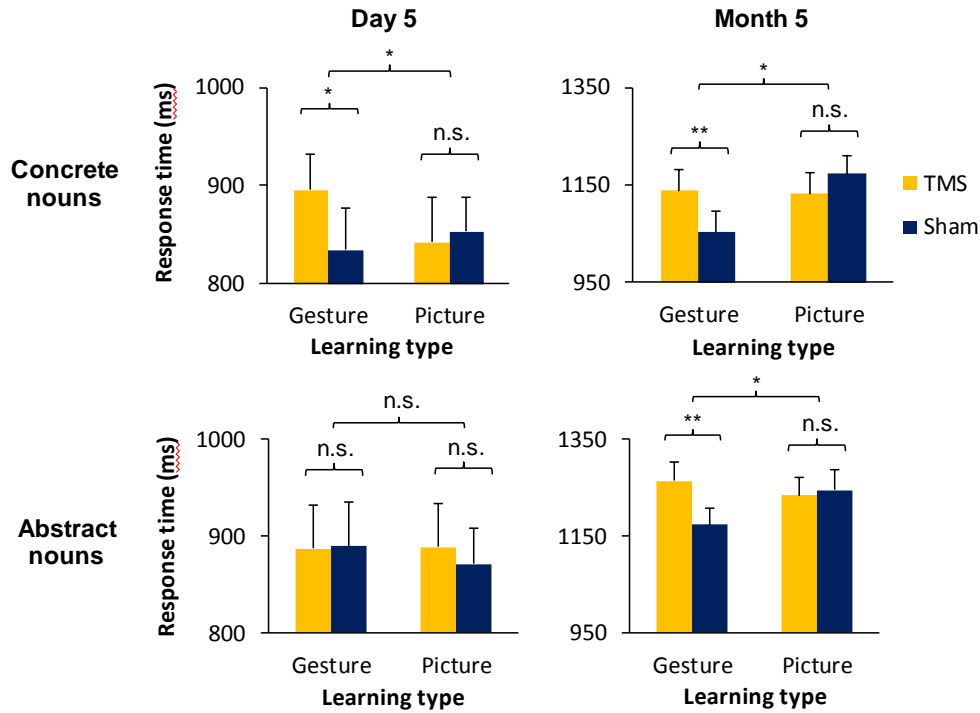 Day 5
Month 5
Concrete nouns
Response time (ms)
1000
900
800
*
*
n.s.
Gesture Picture
Learning type
1350
1150
950
*
**
n.s.
Gesture Picture
Learning type
TMS
Sham
Abstract nouns
Response time (ms)
1000
900
800
n.s.
n.s.
n.s.
Gesture Picture
Learning type
1350
1150
950
*
**
n.s.
Gesture Picture
Learning type